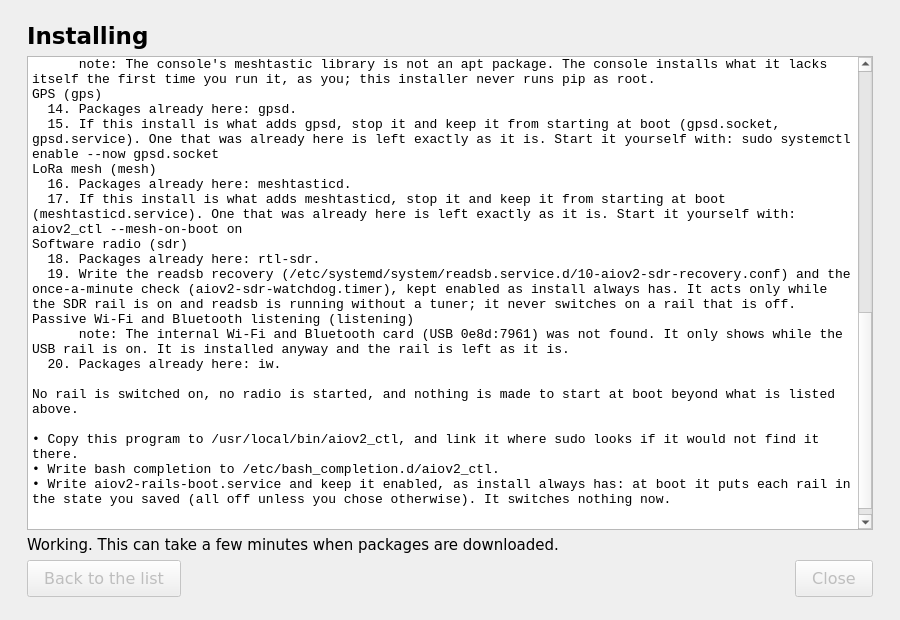 Installing
note: The console's meshtastic library is not an apt package. The console installs what it lacks
itself the first time you run it, as you; this installer never runs pip as root.
GPS (gps)
14. Packages already here: gpsd.
15. If this install is what adds gpsd, stop it and keep it from starting at boot (gpsd.socket,
gpsd.service). One that was already here is left exactly as it is. Start it yourself with: sudo systemctl
enable --now gpsd.socket
LoRa mesh (mesh)
16. Packages already here: meshtasticd.
17. If this install is what adds meshtasticd, stop it and keep it from starting at boot
(meshtasticd.service). One that was already here is left exactly as it is. Start it yourself with:
aiov2_ctl --mesh-on-boot on
Software radio (sdr)
18. Packages already here: rtl-sdr.
19. Write the readsb recovery (/etc/systemd/system/readsb.service.d/10-aiov2-sdr-recovery.conf) and the
once-a-minute check (aiov2-sdr-watchdog.timer), kept enabled as install always has. It acts only while
the SDR rail is on and readsb is running without a tuner; it never switches on a rail that is off.
Passive Wi-Fi and Bluetooth listening (listening)
note: The internal Wi-Fi and Bluetooth card (USB 0e8d:7961) was not found. It only shows while the
USB rail is on. It is installed anyway and the rail is left as it is.
20. Packages already here: iw.
No rail is switched on, no radio is started, and nothing is made to start at boot beyond what is listed
above.
• Copy this program to /usr/local/bin/aiov2_ctl, and link it where sudo looks if it would not find it
there.
• Write bash completion to /etc/bash_completion.d/aiov2_ctl.
• Write aiov2-rails-boot.service and keep it enabled, as install always has: at boot it puts each rail in
the state you saved (all off unless you chose otherwise). It switches nothing now.
Working. This can take a few minutes when packages are downloaded.
Back to the list
Close